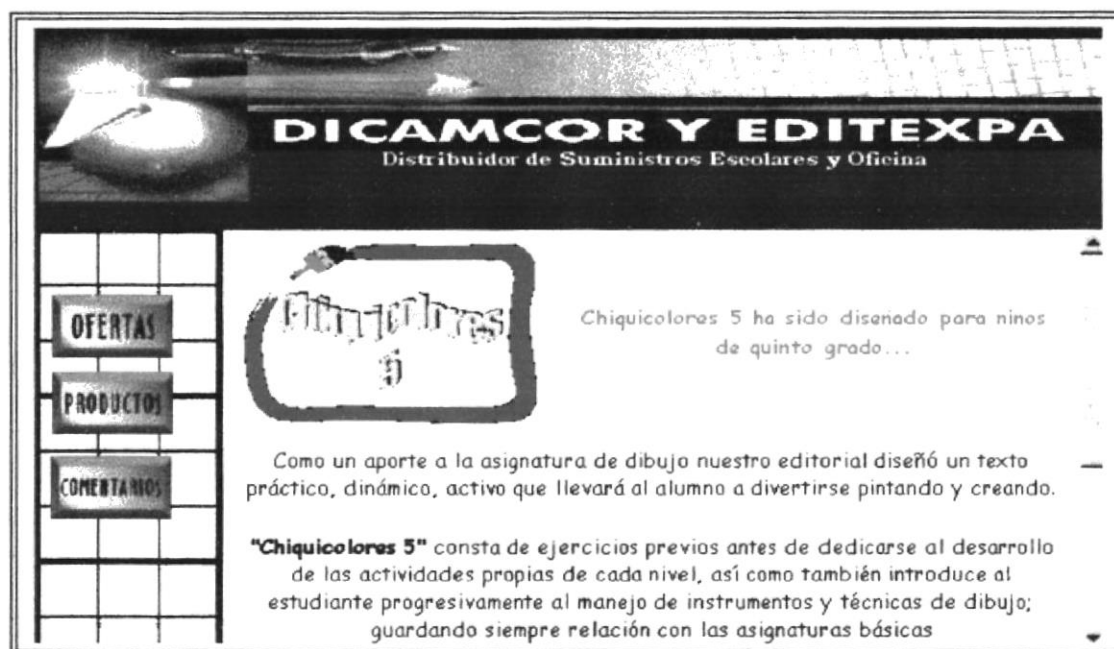 DICAMCOR Y EDITEXPA
Distribuidor de Suministros Escolares y Oficina
OFERTAS
PRODUCTOS
COMENTARIOS
Chiquicolores
5
Chiquicolores 5 ha sido disenado para ninos
de quinto grado...
Como un aporte a la asignatura de dibujo nuestro editorial diseñó un texto
práctico, dinámico, activo que llevará al alumno a divertirse pintando y creando.
"Chiquicolores 5" consta de ejercicios previos antes de dedicarse al desarrollo
de las actividades propias de cada nivel, así como también introduce al
estudiante progresivamente al manejo de instrumentos y técnicas de dibujo;
guardando siempre relación con las asignaturas básicas